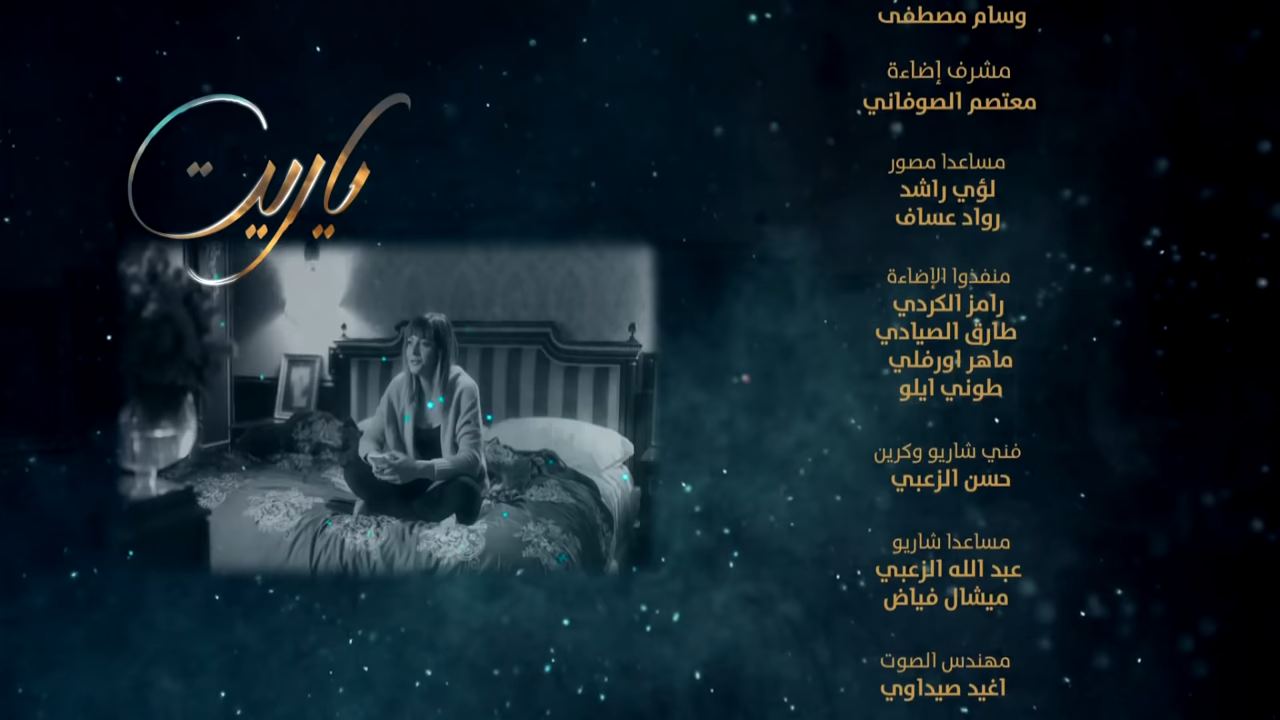 ياريت
وسام مصطفى
مشرف إضاءة
معتصم الصوفاني
مساعدا مصور
لؤي راشد
رواد عساف
منفذوا الإضاءة
رامز الكردي
طارق الصيادي
ماهر اورفلي
طوني ايلو
فني شاريو وكرين
حسن الزعبي
مساعدا شاريو
عبد الله الزعبي
ميشال فياض
مهندس الصوت
اغيد صيداوي